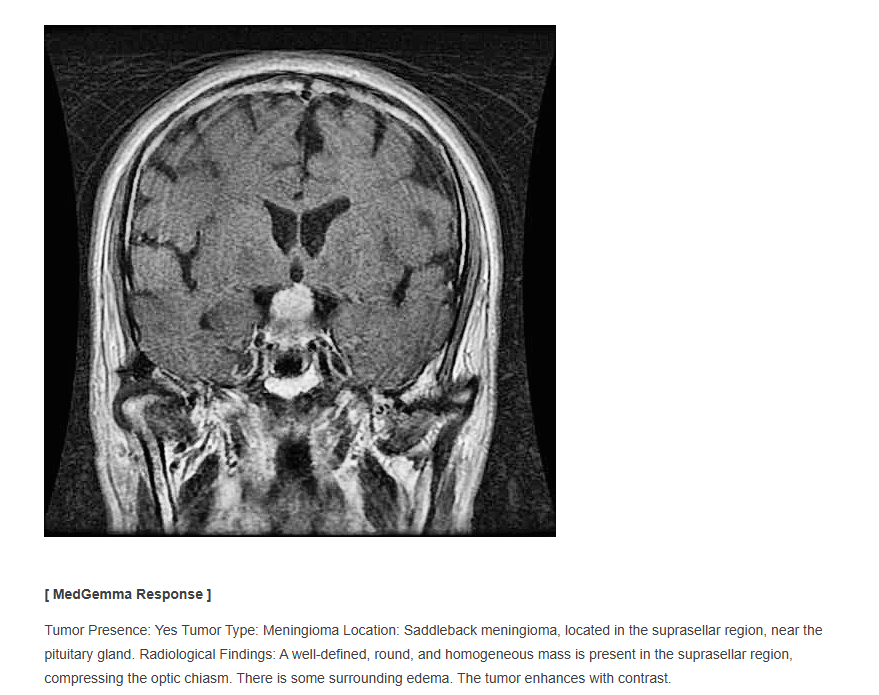 [ MedGemma Response ]
Tumor Presence: Yes Tumor Type: Meningioma Location: Saddleback meningioma, located in the suprasellar region, near the
pituitary gland. Radiological Findings: A well-defined, round, and homogeneous mass is present in the suprasellar region,
compressing the optic chiasm. There is some surrounding edema. The tumor enhances with contrast.